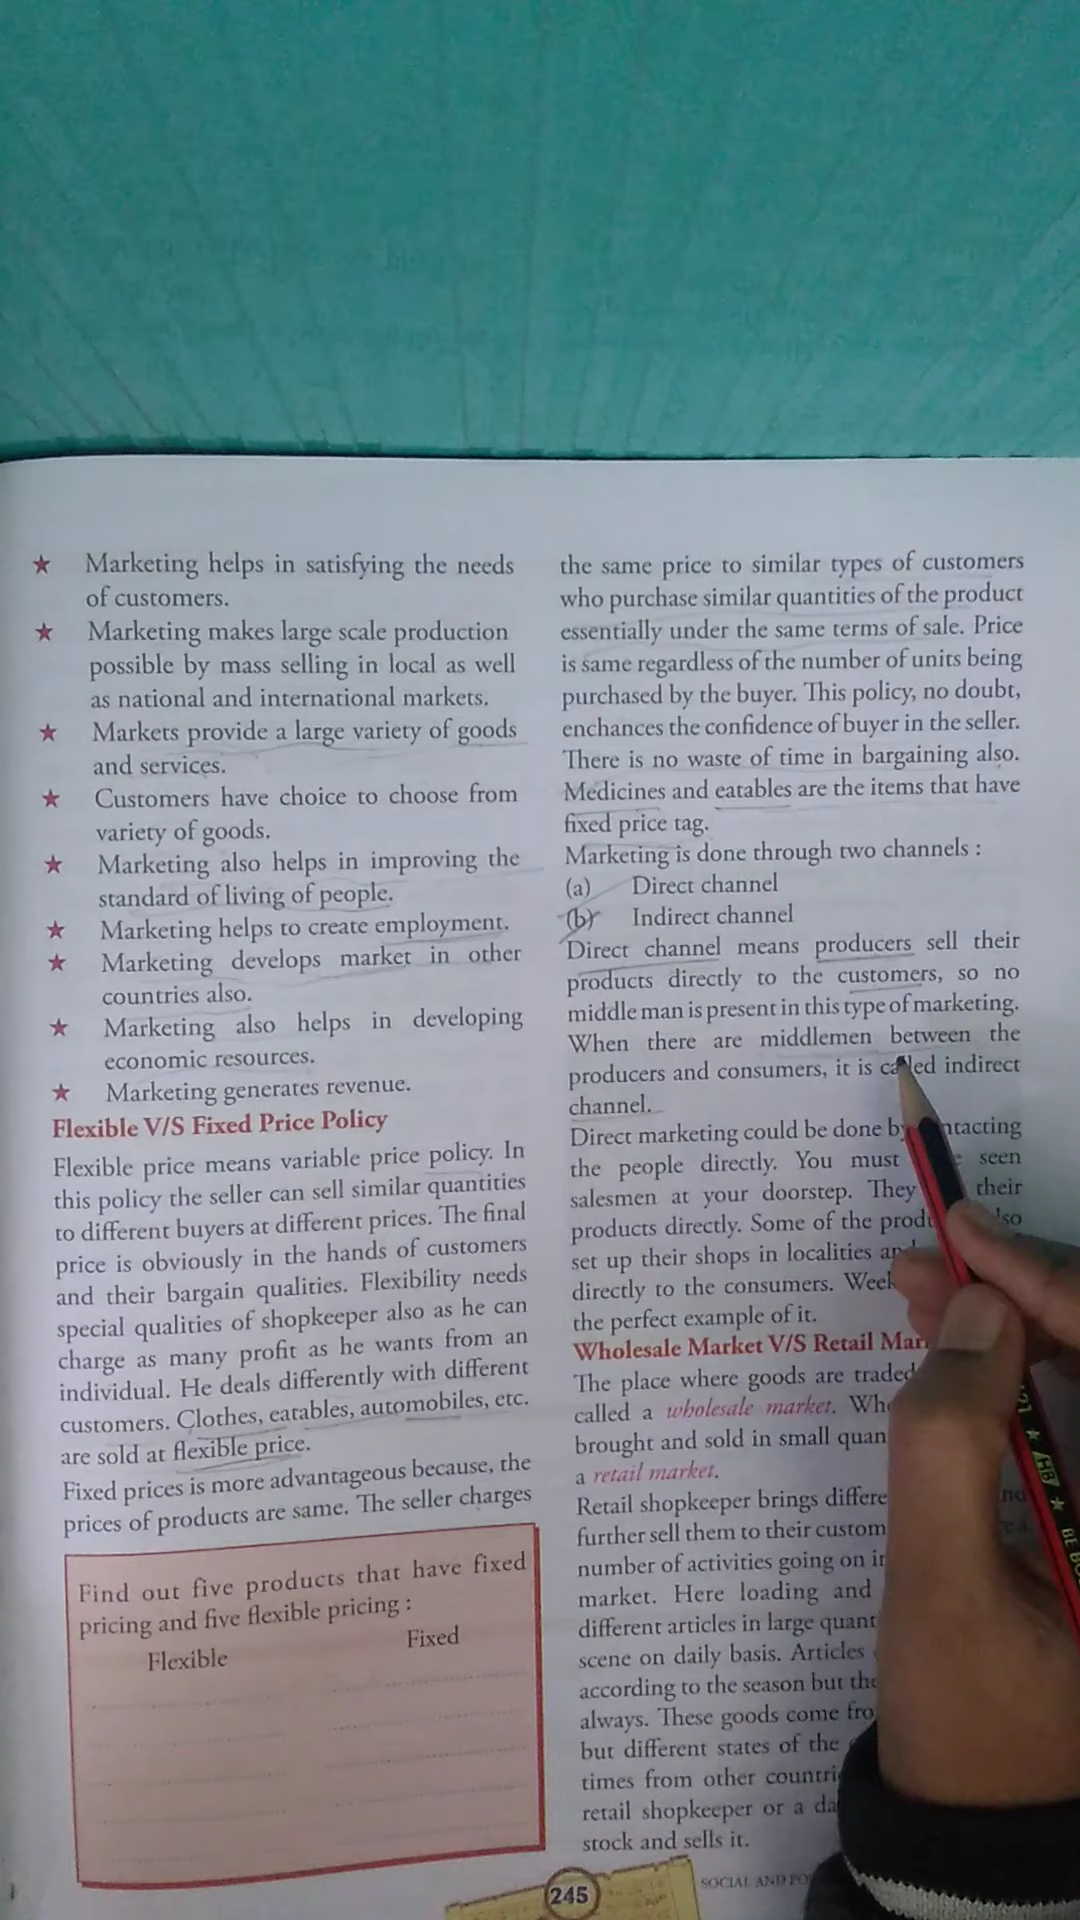 ★ Marketing helps in satisfying the needs
of customers.
★ Marketing makes large scale production
possible by mass selling in local as well
as national and international markets.
★ Markets provide a large variety of goods
and services.
★ Customers have choice to choose from
variety of goods.
★ Marketing also helps in improving the
standard of living of people.
★ Marketing helps to create employment.
★ Marketing develops market in other
countries also.
★ Marketing also helps in developing
economic resources.
★ Marketing generates revenue.
Flexible V/S Fixed Price Policy
Flexible price means variable price policy. In
this policy the seller can sell similar quantities
to different buyers at different prices. The final
price is obviously in the hands of customers
and their bargain qualities. Flexibility needs
special qualities of shopkeeper also as he can
charge as many profit as he wants from an
individual. He deals differently with different
customers. Clothes, eatables, automobiles, etc.
are sold at flexible price.
Fixed prices is more advantageous because, the
prices of products are same. The seller charges
Find out five products that have fixed
pricing and five flexible pricing :
Flexible Fixed
the same price to similar types of customers
who purchase similar quantities of the product
essentially under the same terms of sale. Price
is same regardless of the number of units being
purchased by the buyer. This policy, no doubt,
enchances the confidence of buyer in the seller.
There is no waste of time in bargaining also.
Medicines and eatables are the items that have
fixed price tag.
Marketing is done through two channels :
(a) Direct channel
(b) Indirect channel
Direct channel means producers sell their
products directly to the customers, so no
middle man is present in this type of marketing.
When there are middlemen between the
producers and consumers, it is called indirect
channel.
Direct marketing could be done
the people directly. You must seen
salesmen at your doorstep. They their
products directly. Some of the
set up their shops in localities
directly to the consumers.
the perfect example of it.
Wholesale Market V/S Retail
The place where goods are traded
called a wholesale market.
brought and sold in small
a retail market.
Retail shopkeeper brings
further sell them to their
number of activities going on
market. Here loading and
different articles in large
scene on daily basis. Articles
according to the season but
always. These goods come
but different states of the
times from other
retail shopkeeper or a
stock and sells it.
245
SOCIAL AND
HB ★ BE